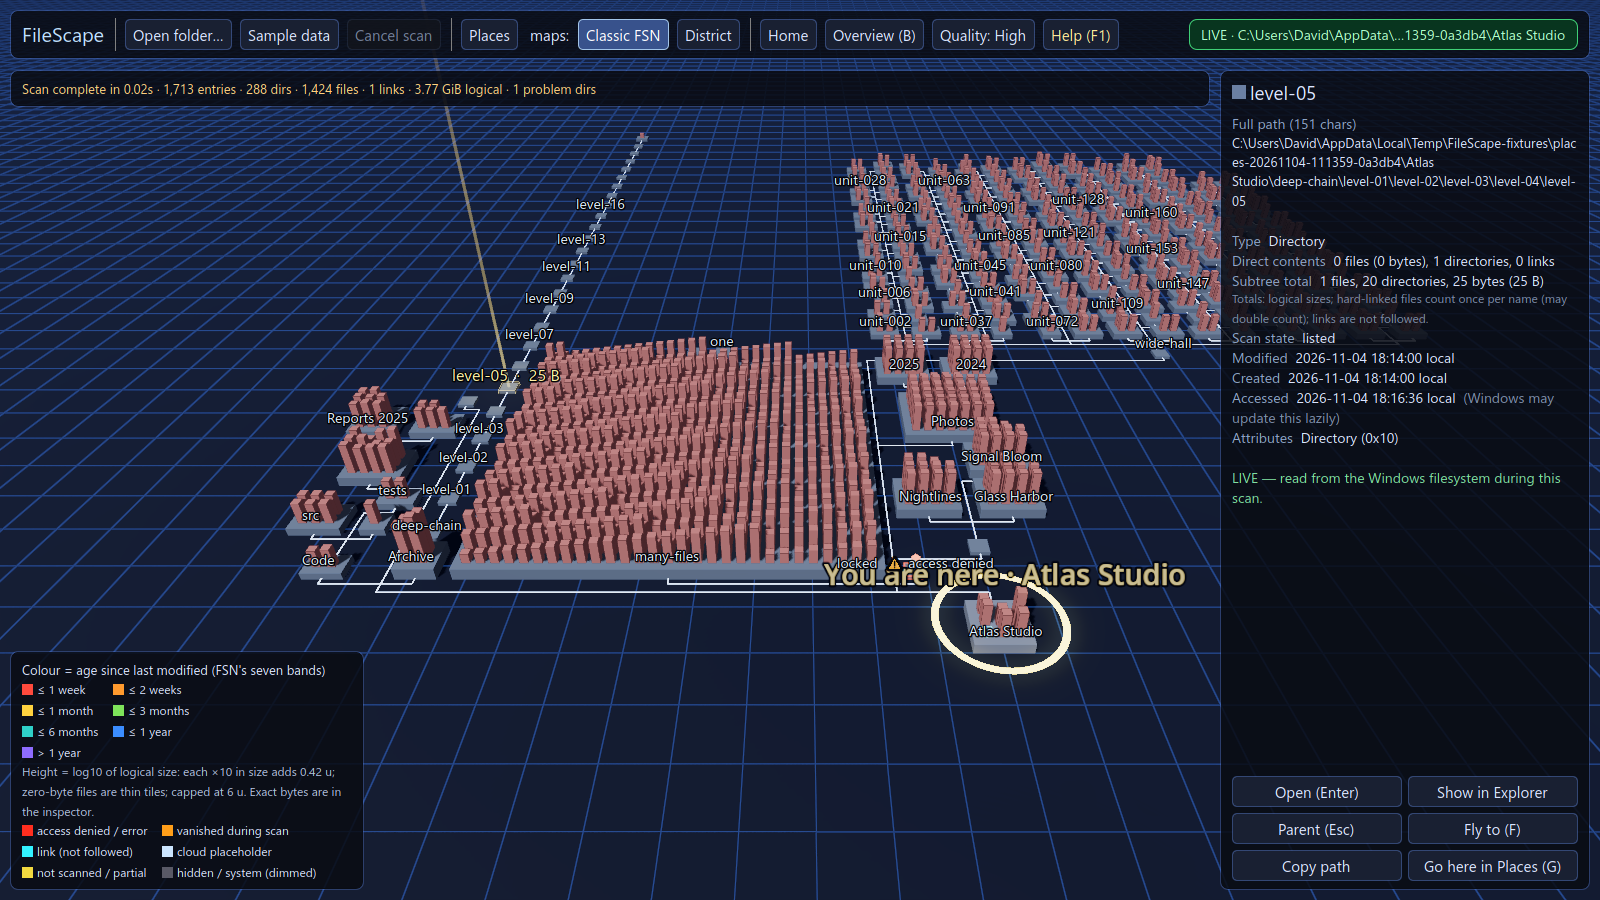 FileScape
Open folder...
Sample data
Cancel scan
Places
maps:
Classic FSN
District
Home
Overview (B)
Quality: High
Help (F1)
LIVE · C:\Users\David\AppData\...1359-0a3db4\Atlas Studio
Scan complete in 0.02s · 1,713 entries · 288 dirs · 1,424 files · 1 links · 3.77 GiB logical · 1 problem dirs
level-16
level-13
level-11
level-09
level-07
level-05 · 25 B
level-03
level-02
level-01
deep-chain
Reports 2025
tests
src
Code
Archive
one
many-files
unit-028
unit-063
unit-021
unit-091
unit-128
unit-160
unit-015
unit-085
unit-121
unit-153
unit-010
unit-045
unit-080
unit-147
unit-006
unit-041
unit-109
unit-002
unit-037
unit-072
wide-hall
2025
2024
Photos
Signal Bloom
Nightlines
Glass Harbor
locked
access denied
You are here · Atlas Studio
Atlas Studio
level-05
Full path (151 chars)
C:\Users\David\AppData\Local\Temp\FileScape-fixtures\plac
es-20261104-111359-0a3db4\Atlas
Studio\deep-chain\level-01\level-02\level-03\level-04\level-
05
Type Directory
Direct contents 0 files (0 bytes), 1 directories, 0 links
Subtree total 1 files, 20 directories, 25 bytes (25 B)
Totals: logical sizes; hard-linked files count once per name (may
double count); links are not followed.
Scan state listed
Modified 2026-11-04 18:14:00 local
Created 2026-11-04 18:14:00 local
Accessed 2026-11-04 18:16:36 local (Windows may
update this lazily)
Attributes Directory (0x10)
LIVE — read from the Windows filesystem during this
scan.
Open (Enter)
Show in Explorer
Parent (Esc)
Fly to (F)
Copy path
Go here in Places (G)
Colour = age since last modified (FSN's seven bands)
≤ 1 week
≤ 2 weeks
≤ 1 month
≤ 3 months
≤ 6 months
≤ 1 year
> 1 year
Height = log10 of logical size: each ×10 in size adds 0.42 u;
zero-byte files are thin tiles; capped at 6 u. Exact bytes are in
the inspector.
access denied / error
vanished during scan
link (not followed)
cloud placeholder
not scanned / partial
hidden / system (dimmed)